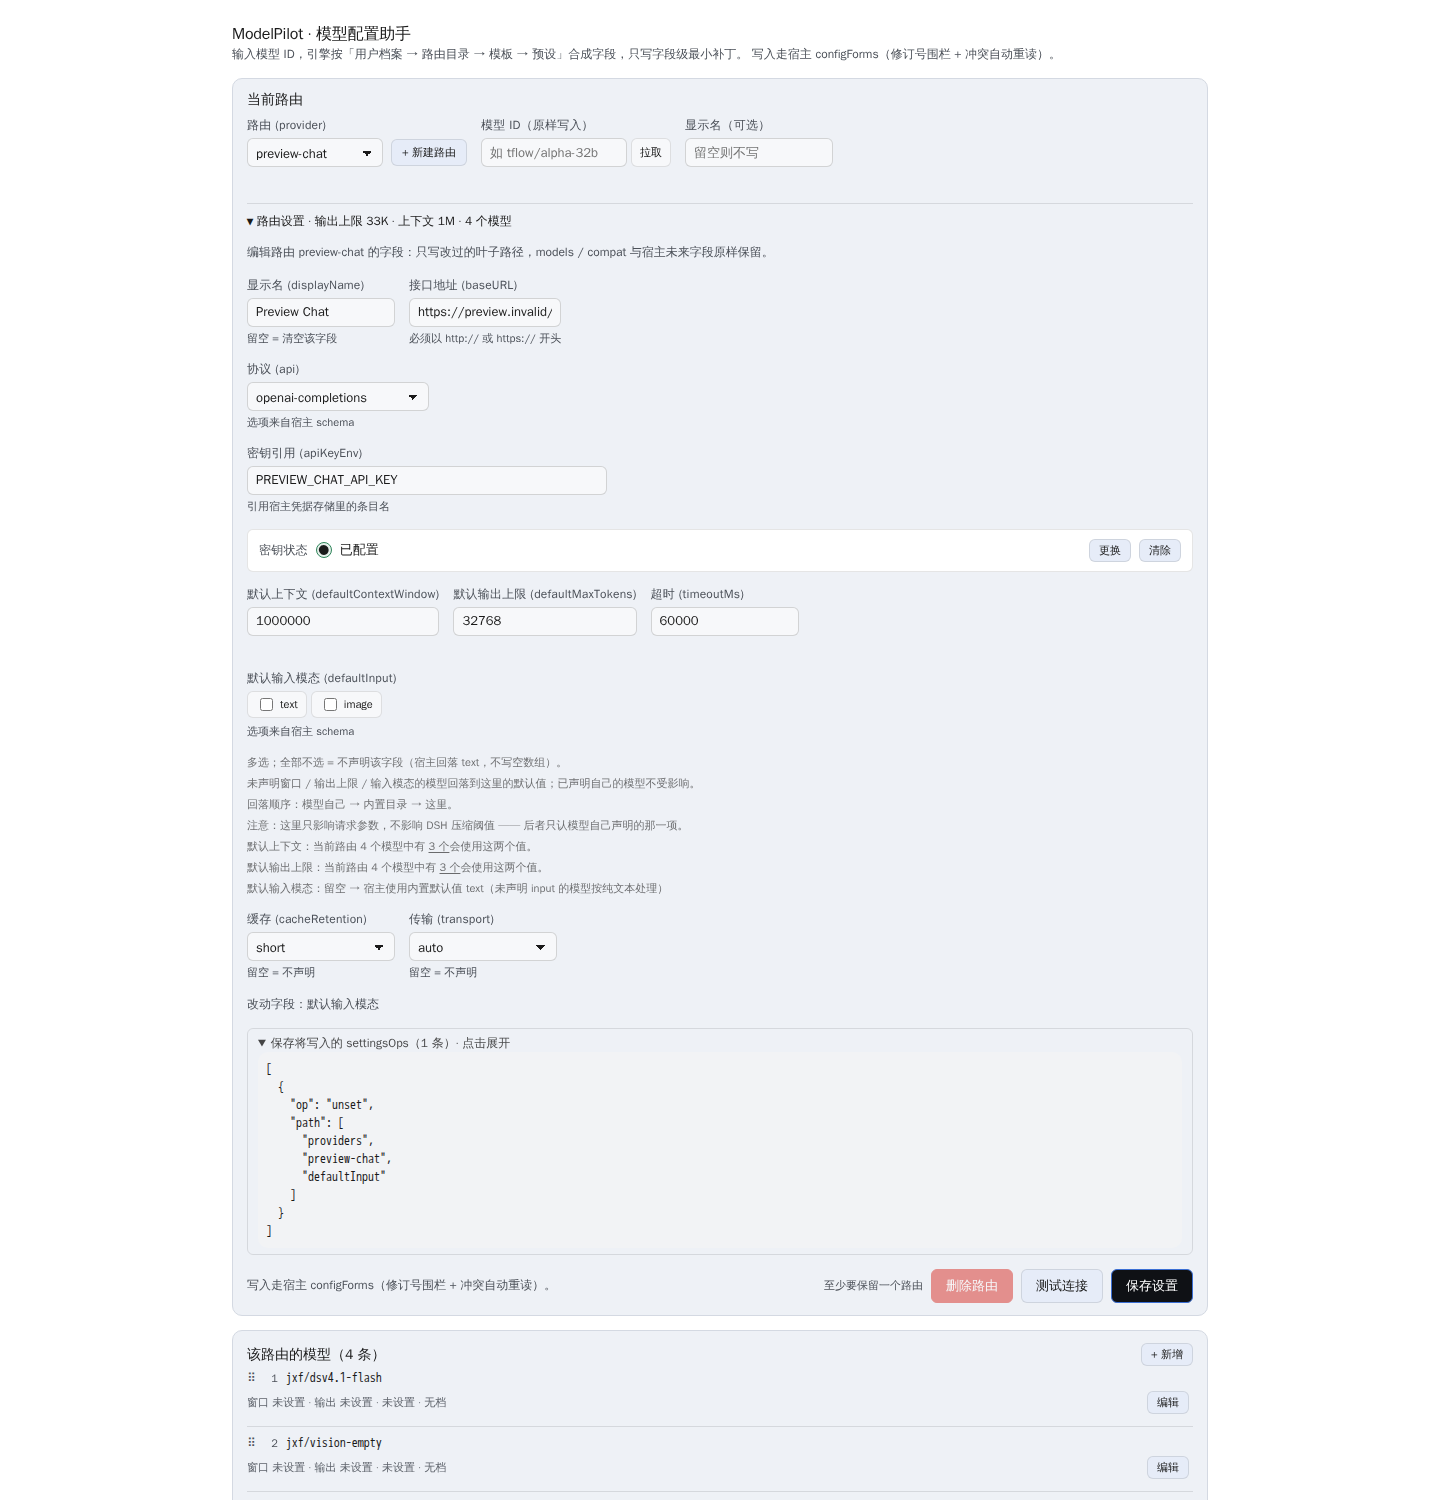 ModelPilot · 模型配置助手
输入模型 ID，引擎按「用户档案 → 路由目录 → 模板 → 预设」合成字段，只写字段级最小补丁。 写入走宿主 configForms（修订号围栏 + 冲突自动重读）。
当前路由
路由 (provider)
模型 ID（原样写入）
显示名（可选）
preview-chat
+ 新建路由
如 tflow/alpha-32b
拉取
留空则不写
▾ 路由设置 · 输出上限 33K · 上下文 1M · 4 个模型
编辑路由 preview-chat 的字段：只写改过的叶子路径，models / compat 与宿主未来字段原样保留。
显示名 (displayName)
接口地址 (baseURL)
Preview Chat
https://preview.invalid/
留空 = 清空该字段
必须以 http:// 或 https:// 开头
协议 (api)
openai-completions
选项来自宿主 schema
密钥引用 (apiKeyEnv)
PREVIEW_CHAT_API_KEY
引用宿主凭据存储里的条目名
密钥状态
已配置
更换
清除
默认上下文 (defaultContextWindow)
默认输出上限 (defaultMaxTokens)
超时 (timeoutMs)
1000000
32768
60000
默认输入模态 (defaultInput)
text
image
选项来自宿主 schema
多选；全部不选 = 不声明该字段（宿主回落 text，不写空数组）。
未声明窗口 / 输出上限 / 输入模态的模型回落到这里的默认值；已声明自己的模型不受影响。
回落顺序：模型自己 → 内置目录 → 这里。
注意：这里只影响请求参数，不影响 DSH 压缩阈值 —— 后者只认模型自己声明的那一项。
默认上下文：当前路由 4 个模型中有 3 个会使用这两个值。
默认输出上限：当前路由 4 个模型中有 3 个会使用这两个值。
默认输入模态：留空 → 宿主使用内置默认值 text（未声明 input 的模型按纯文本处理）
缓存 (cacheRetention)
传输 (transport)
short
auto
留空 = 不声明
留空 = 不声明
改动字段：默认输入模态
▼ 保存将写入的 settingsOps（1 条）· 点击展开
[
{
"op": "unset",
"path": [
"providers",
"preview-chat",
"defaultInput"
]
}
]
写入走宿主 configForms（修订号围栏 + 冲突自动重读）。
至少要保留一个路由
删除路由
测试连接
保存设置
该路由的模型（4 条）
+ 新增
⠿ 1 jxf/dsv4.1-flash
窗口 未设置 · 输出 未设置 · 未设置 · 无档
编辑
⠿ 2 jxf/vision-empty
窗口 未设置 · 输出 未设置 · 未设置 · 无档
编辑